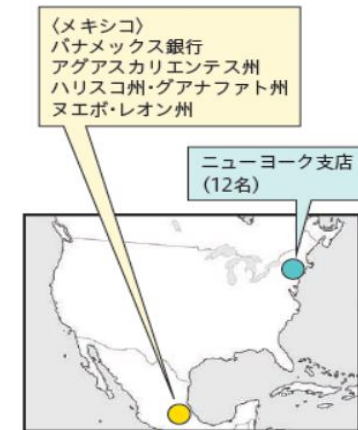 〈メキシコ〉
バナメックス銀行
アグアスカリエンテス州
ハリスコ州・グアナファト州
ヌエボ・レオン州
ニューヨーク支店
(12名)